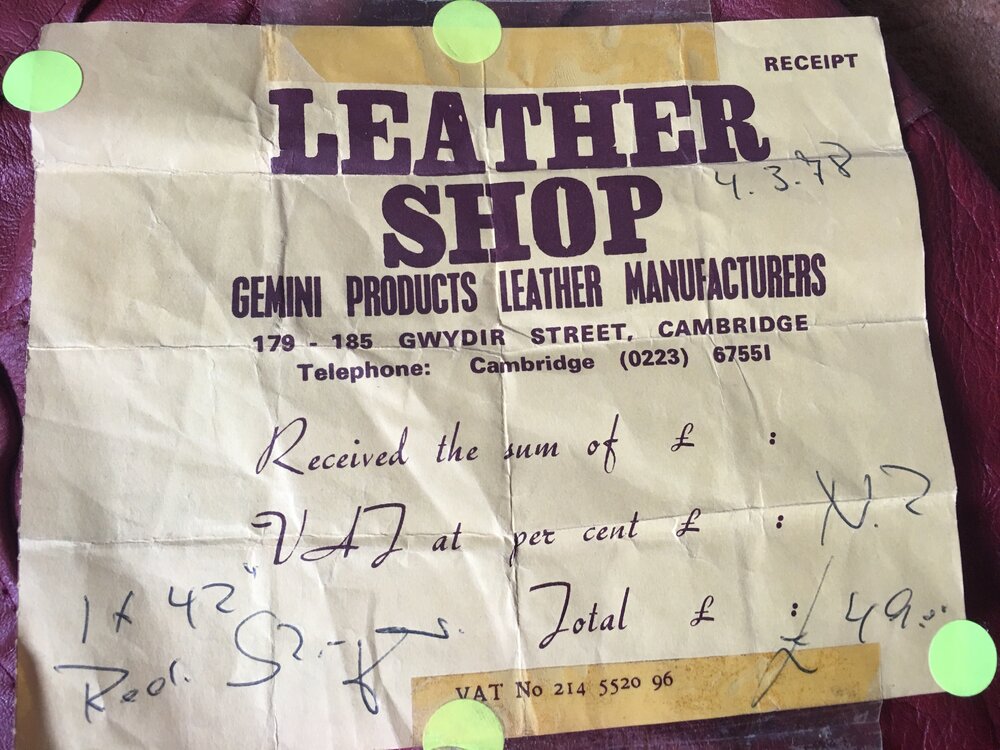 RECEIPT
LEATHER
SHOP
4.3.78
GEMINI PRODUCTS LEATHER MANUFACTURERS
179 - 185 GWYDIR STREET, CAMBRIDGE
Telephone: Cambridge (0223) 67551
Received the sum of £ :
VAT at per cent £ :
1 x 42"
Total £ : £ 49
Red.
VAT No 214 5520 96